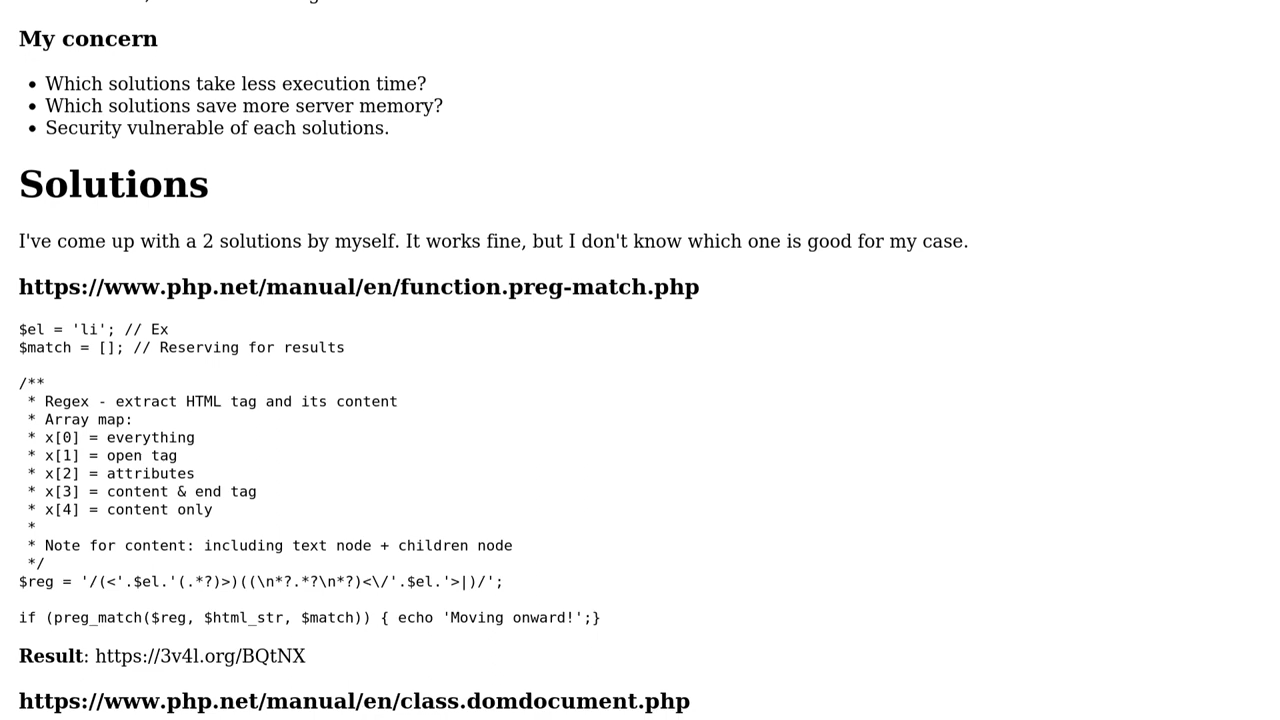 My concern
• Which solutions take less execution time?
• Which solutions save more server memory?
• Security vulnerable of each solutions.
Solutions
I've come up with a 2 solutions by myself. It works fine, but I don't know which one is good for my case.
https://www.php.net/manual/en/function.preg-match.php
$el = 'li'; // Ex
$match = []; // Reserving for results
/**
 * Regex - extract HTML tag and its content
 * Array map:
 * x[0] = everything
 * x[1] = open tag
 * x[2] = attributes
 * x[3] = content & end tag
 * x[4] = content only
 *
 * Note for content: including text node + children node
 */
$reg = '/(<'.$el.'(.*?)>)((\n*?.*?\n*?)<\/'.$el.'>|)/';
if (preg_match($reg, $html_str, $match)) { echo 'Moving onward!';}
Result: https://3v4l.org/BQtNX
https://www.php.net/manual/en/class.domdocument.php